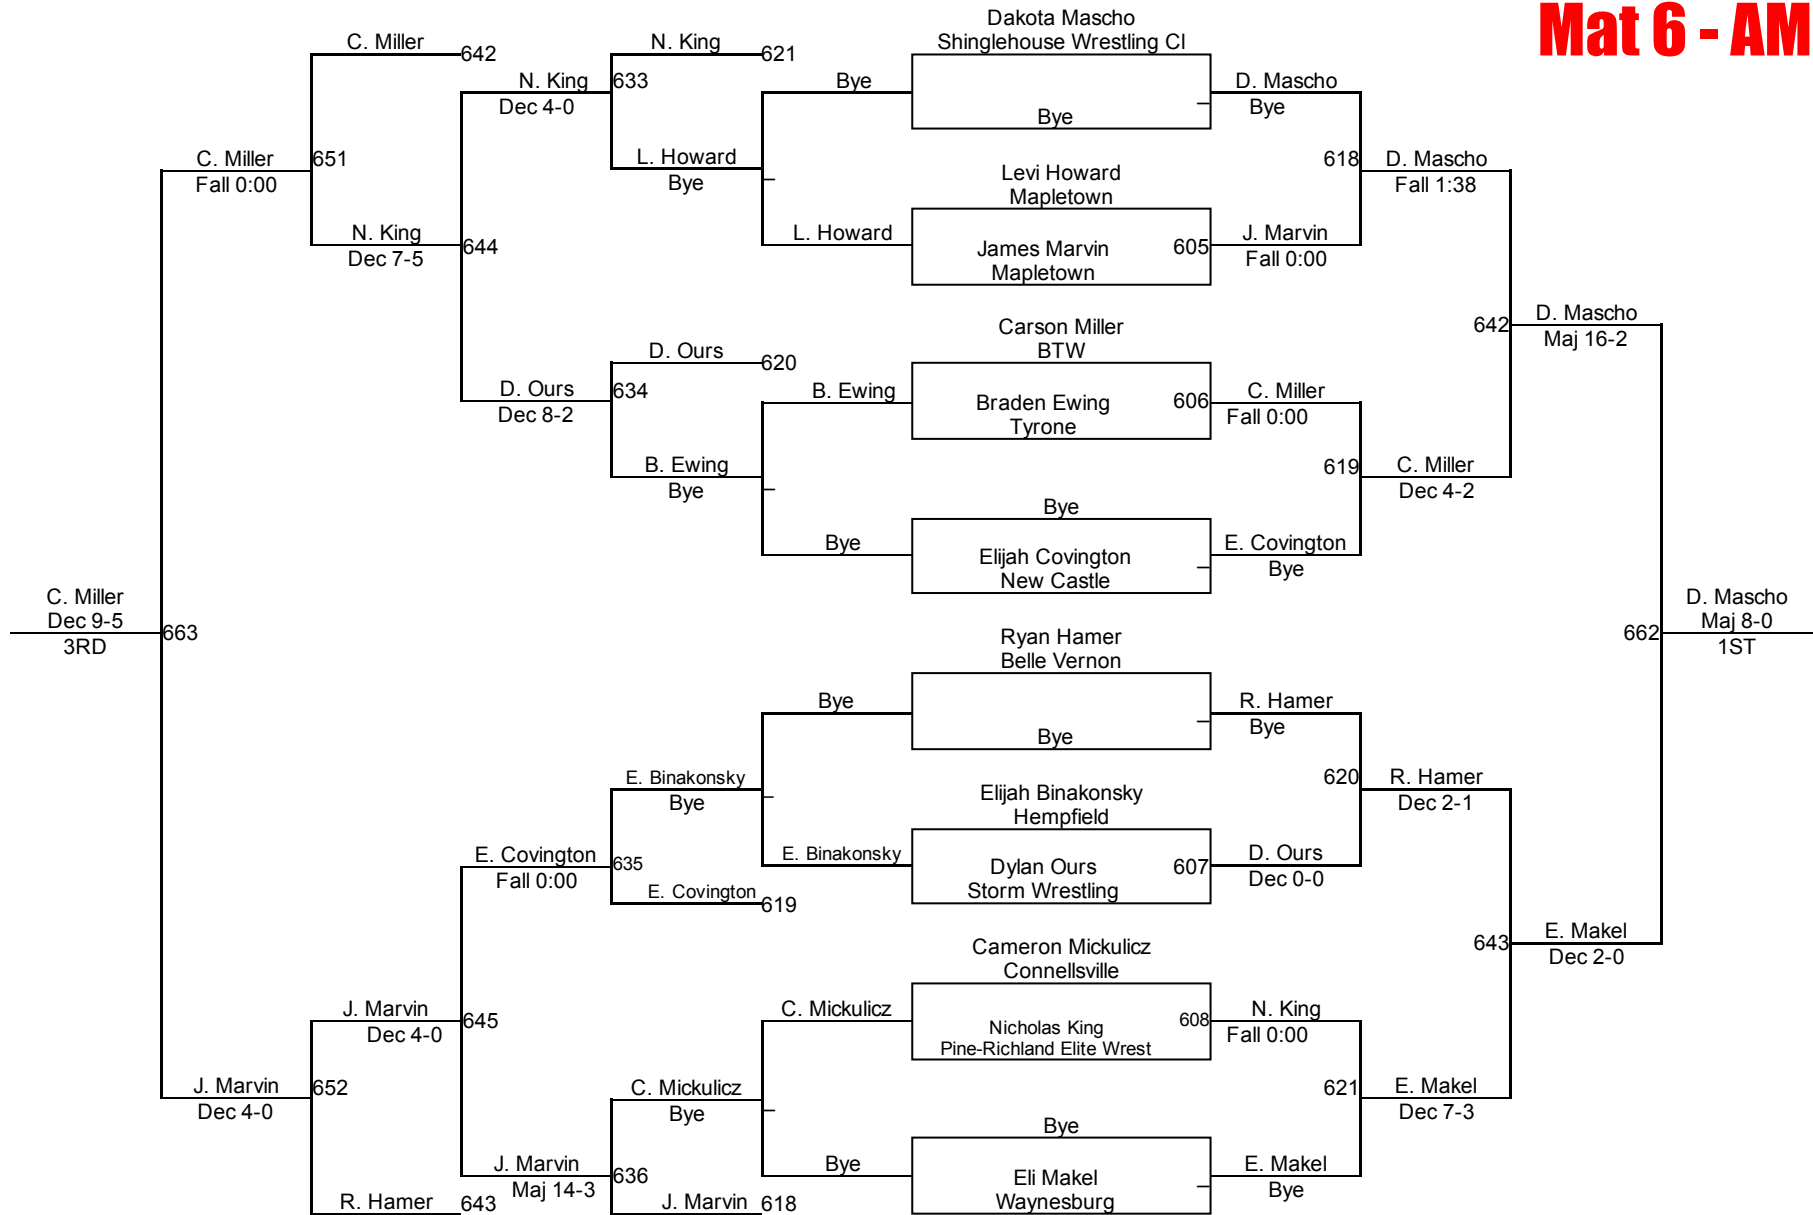 Mat 6 - AM
Dakota Mascho
Shinglehouse Wrestling Cl
C. Miller
642
N. King
621
N. King
633
Dec 4-0
Bye
Bye
D. Mascho
Bye
C. Miller
651
Fall 0:00
L. Howard
Bye
Levi Howard
Mapletown
618
D. Mascho
Fall 1:38
N. King
644
Dec 7-5
L. Howard
James Marvin
Mapletown
605
J. Marvin
Fall 0:00
Carson Miller
BTW
642
D. Mascho
Maj 16-2
D. Ours
620
D. Ours
634
Dec 8-2
B. Ewing
Braden Ewing
Tyrone
606
C. Miller
Fall 0:00
B. Ewing
Bye
619
C. Miller
Dec 4-2
Bye
Bye
Elijah Covington
New Castle
E. Covington
Bye
C. Miller
Dec 9-5
3RD
663
Ryan Hamer
Belle Vernon
662
D. Mascho
Maj 8-0
1ST
Bye
Bye
R. Hamer
Bye
E. Binakonsky
Bye
Elijah Binakonsky
Hempfield
620
R. Hamer
Dec 2-1
E. Covington
635
Fall 0:00
E. Binakonsky
Dylan Ours
Storm Wrestling
607
D. Ours
Dec 0-0
E. Covington
619
Cameron Mickulicz
Connellsville
643
E. Makel
Dec 2-0
J. Marvin
645
Dec 4-0
C. Mickulicz
Nicholas King
Pine-Richland Elite Wrest
608
N. King
Fall 0:00
J. Marvin
652
Dec 4-0
C. Mickulicz
Bye
621
E. Makel
Dec 7-3
Bye
J. Marvin
636
Maj 14-3
Bye
Eli Makel
Waynesburg
E. Makel
Bye
R. Hamer
643
J. Marvin
618